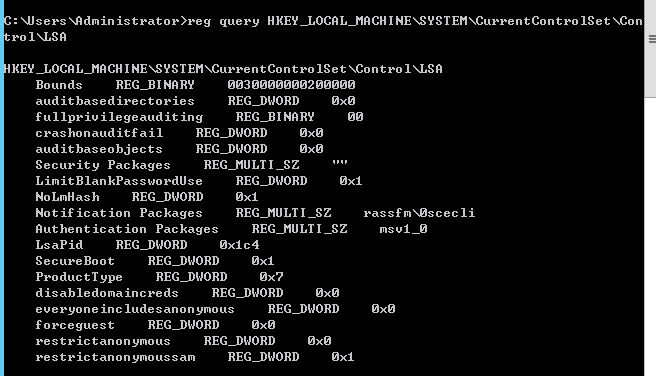 C:\Users\Administrator>reg query HKEY_LOCAL_MACHINE\SYSTEM\CurrentControlSet\Con
trol\LSA
HKEY_LOCAL_MACHINE\SYSTEM\CurrentControlSet\Control\LSA
Bounds    REG_BINARY    0030000000200000
auditbasedirectories    REG_DWORD    0x0
fullprivilegeauditing    REG_BINARY    00
crashonauditfail    REG_DWORD    0x0
auditbaseobjects    REG_DWORD    0x0
Security Packages    REG_MULTI_SZ    ""
LimitBlankPasswordUse    REG_DWORD    0x1
NoLmHash    REG_DWORD    0x1
Notification Packages    REG_MULTI_SZ    rassfm\0scecli
Authentication Packages    REG_MULTI_SZ    msv1_0
LsaPid    REG_DWORD    0x1c4
SecureBoot    REG_DWORD    0x1
ProductType    REG_DWORD    0x7
disabledomaincreds    REG_DWORD    0x0
everyoneincludesanonymous    REG_DWORD    0x0
forceguest    REG_DWORD    0x0
restrictanonymous    REG_DWORD    0x0
restrictanonymoussam    REG_DWORD    0x1